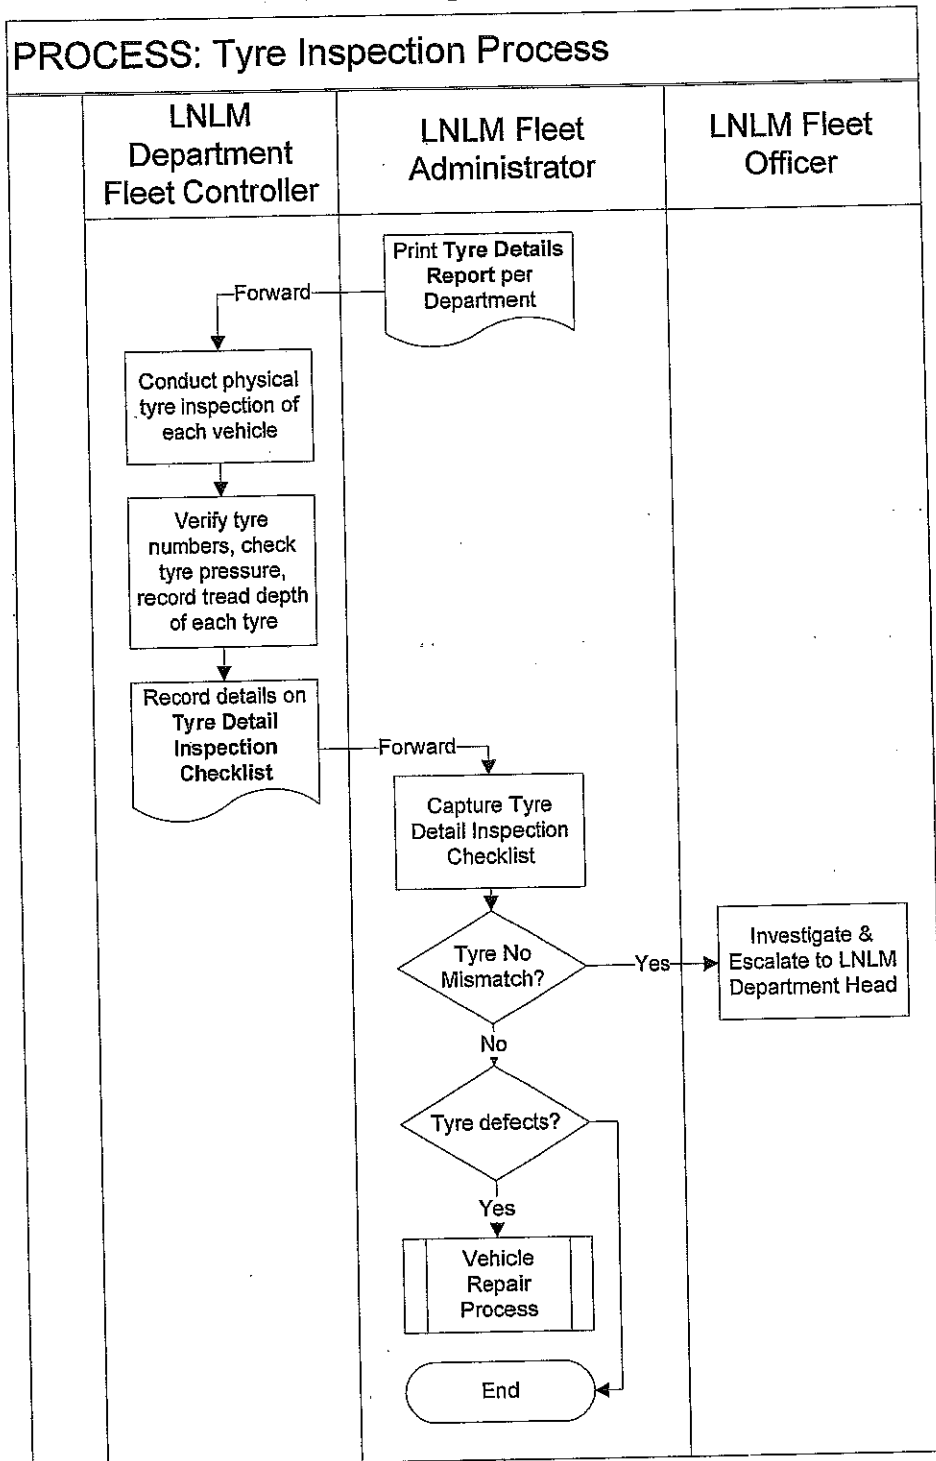 PROCESS: Tyre Inspection Process
LNLM
Department
Fleet Controller
LNLM Fleet
Administrator
LNLM Fleet
Officer
Print Tyre Details
Report per
Department
Forward
Conduct physical
tyre inspection of
each vehicle
Verify tyre
numbers, check
tyre pressure,
record tread depth
of each tyre
Record details on
Tyre Detail
Inspection
Checklist
Forward
Capture Tyre
Detail Inspection
Checklist
Tyre No
Mismatch?
Yes
Investigate &
Escalate to LNLM
Department Head
No
Tyre defects?
Yes
Vehicle
Repair
Process
End